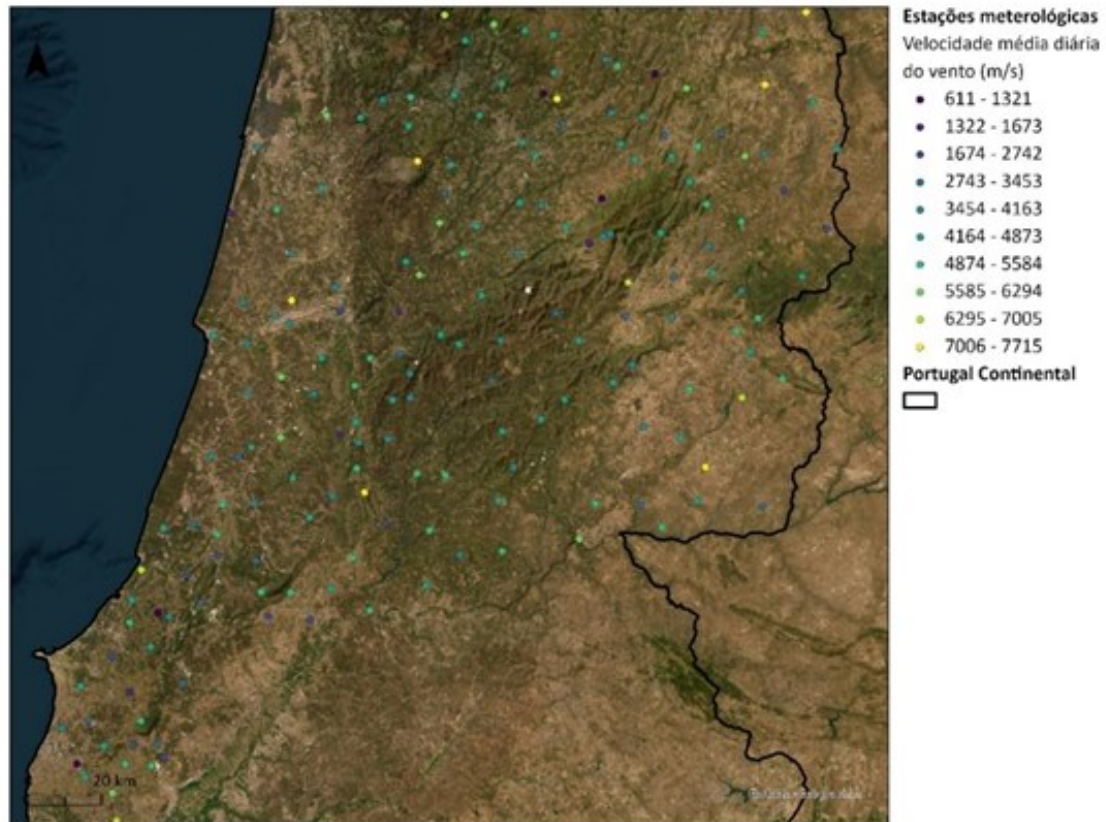 Estações meterológicas
Velocidade média diária
do vento (m/s)
611 - 1321
1322 - 1673
1674 - 2742
2743 - 3453
3454 - 4163
4164 - 4873
4874 - 5584
5585 - 6294
6295 - 7005
7006 - 7715
Portugal Continental
20 km